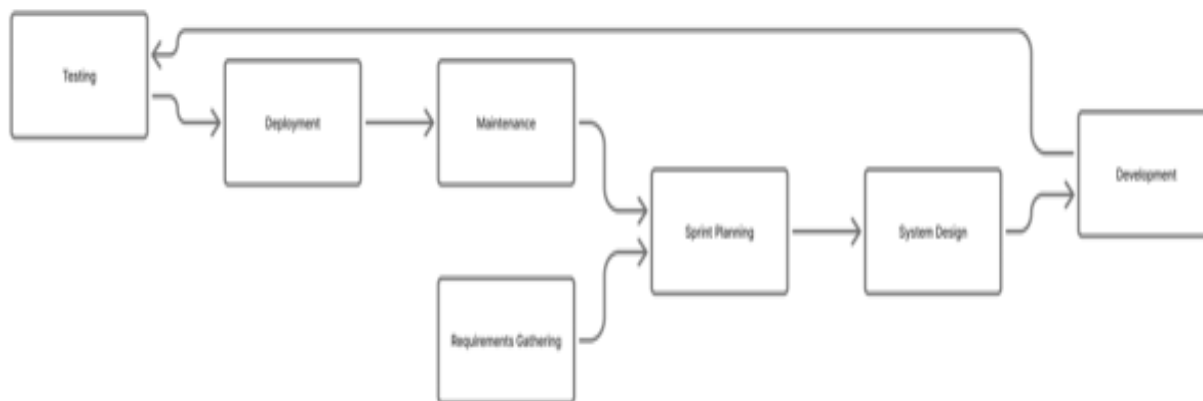 Testing
Deployment
Maintenance
Development
Sprint Planning
System Design
Requirements Gathering